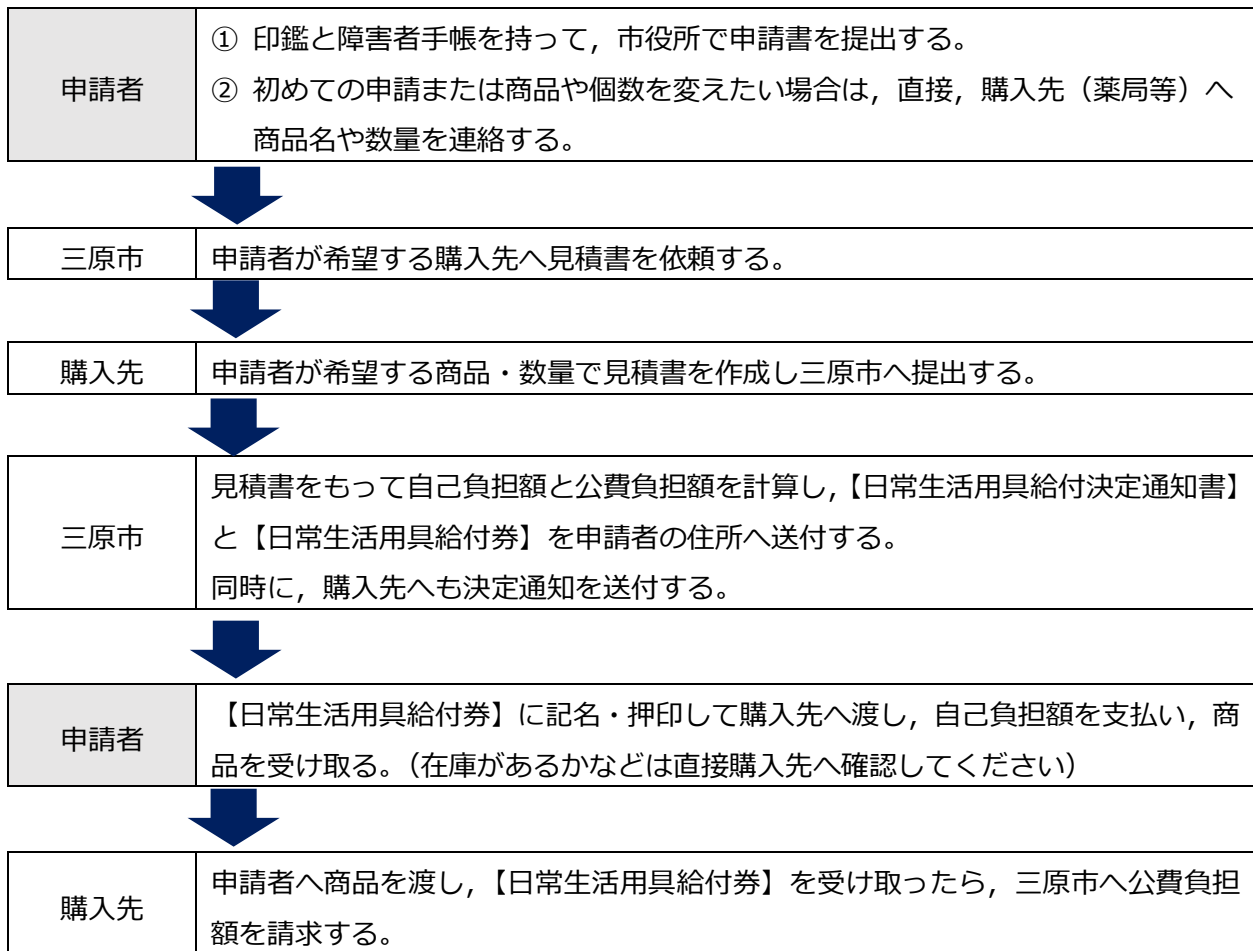 申請者
① 印鑑と障害者手帳を持って，市役所で申請書を提出する。
② 初めての申請または商品や個数を変えたい場合は，直接，購入先（薬局等）へ
商品名や数量を連絡する。
三原市
申請者が希望する購入先へ見積書を依頼する。
購入先
申請者が希望する商品・数量で見積書を作成し三原市へ提出する。
三原市
見積書をもって自己負担額と公費負担額を計算し，【日常生活用具給付決定通知書】
と【日常生活用具給付券】を申請者の住所へ送付する。
同時に，購入先へも決定通知を送付する。
申請者
【日常生活用具給付券】に記名・押印して購入先へ渡し，自己負担額を支払い，商
品を受け取る。（在庫があるかなどは直接購入先へ確認してください）
購入先
申請者へ商品を渡し，【日常生活用具給付券】を受け取ったら，三原市へ公費負担
額を請求する。